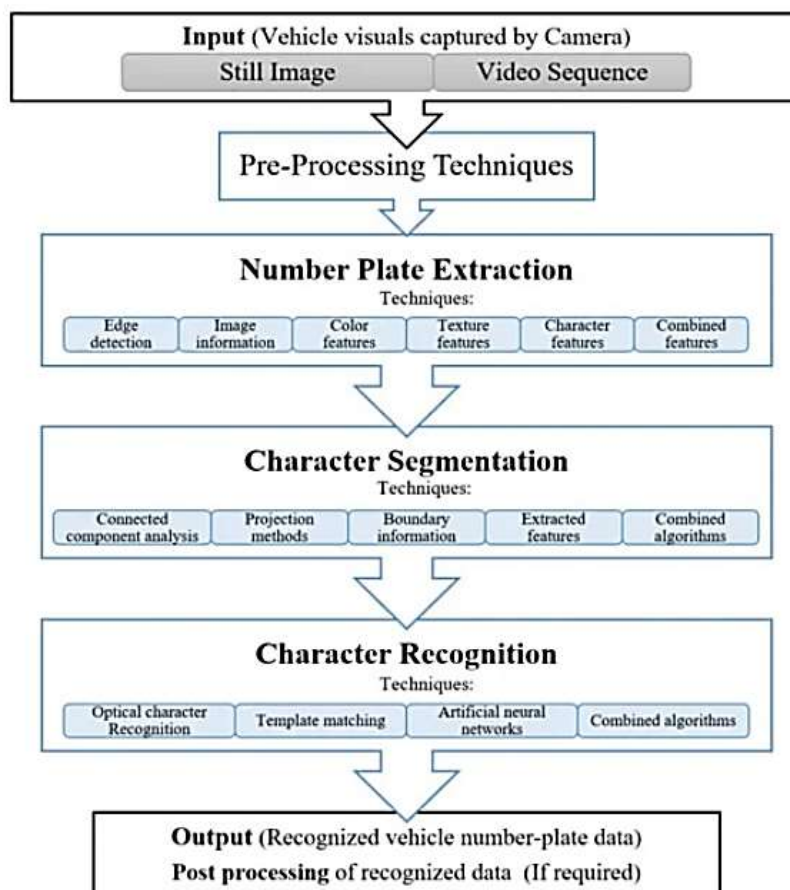 Input (Vehicle visuals captured by Camera)
Still Image Video Sequence
Pre-Processing Techniques
Number Plate Extraction
Techniques:
Edge detection
Image information
Color features
Texture features
Character features
Combined features
Character Segmentation
Techniques:
Connected component analysis
Projection methods
Boundary information
Extracted features
Combined algorithms
Character Recognition
Techniques:
Optical character Recognition
Template matching
Artificial neural networks
Combined algorithms
Output (Recognized vehicle number-plate data)
Post processing of recognized data (If required)